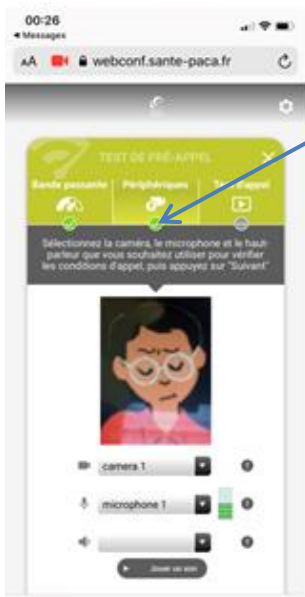 00:26
Messages
AA webconf.sante-paca.fr
TEST DE PRÉ-APPEL
Bande passante Périphériques Test d'appel
Sélectionnez la caméra, le microphone et le haut-
parleur que vous souhaitez utiliser pour vérifier
les conditions d'appel, puis appuyez sur "Suivant"
camera 1
microphone 1
Jouer un son